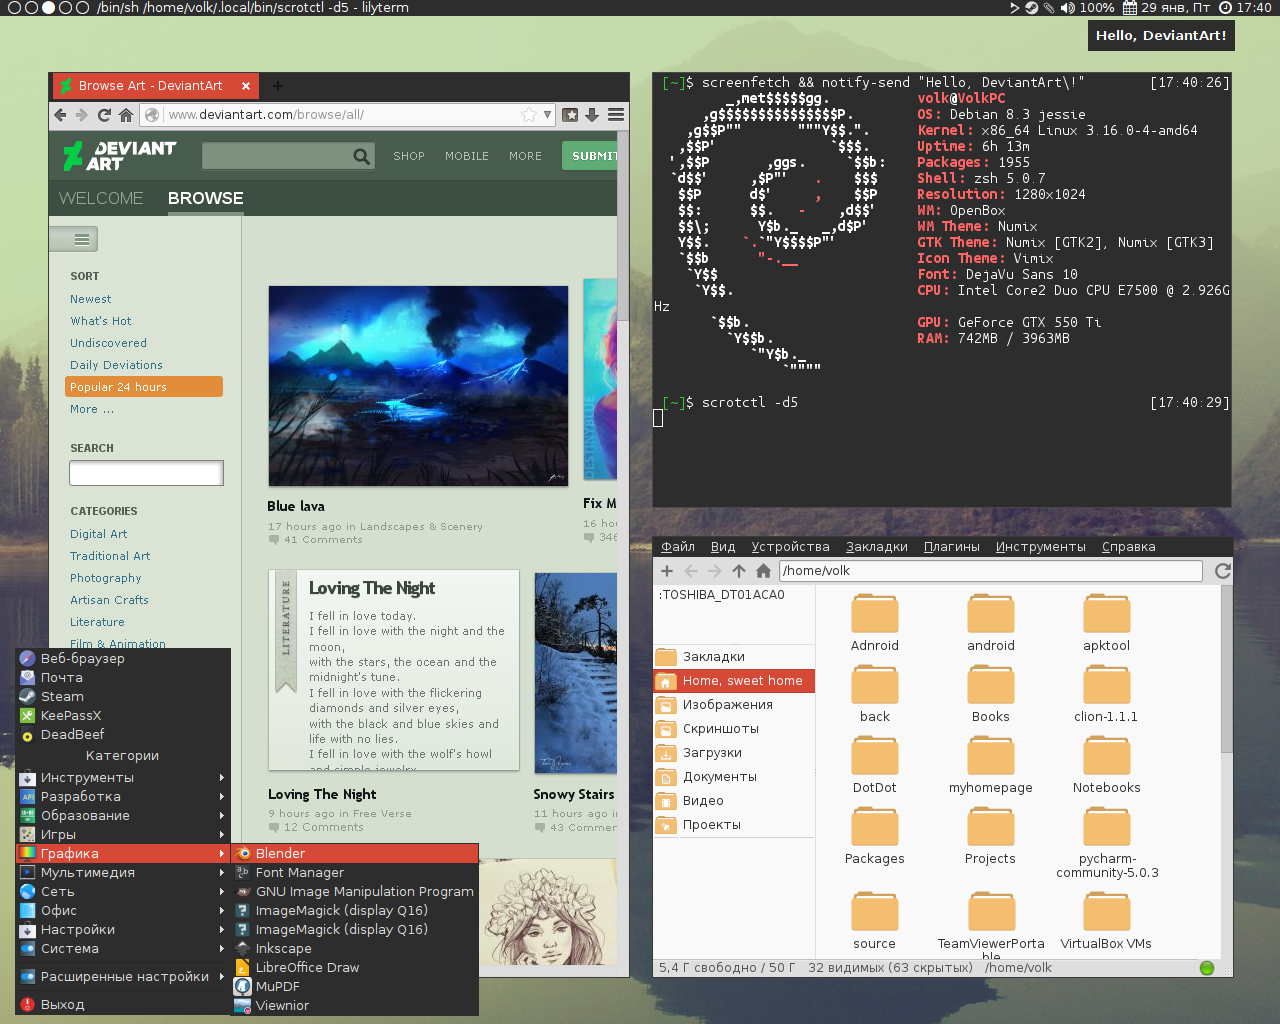 /bin/sh /home/volk/.local/bin/scrotctl -d5 - lilyterm
100% 29 янв, Пт 17:40
Hello, DeviantArt!
Browse Art - DeviantArt ×
www.deviantart.com/browse/all/
DEVIANT ART
SHOP MOBILE MORE SUBMIT
WELCOME BROWSE
SORT
Newest
What's Hot
Undiscovered
Daily Deviations
Popular 24 hours
More ...
SEARCH
CATEGORIES
Digital Art
Traditional Art
Photography
Artisan Crafts
Literature
Film & Animation
DESTINYBLUE
Blue lava
17 hours ago in Landscapes & Scenery
41 Comments
Fix M
16 ho
346
LITERATURE
Loving The Night
I fell in love today.
I fell in love with the night and the
moon,
with the stars, the ocean and the
midnight's tune.
I fell in love with the flickering
diamonds and silver eyes,
with the black and blue skies and
life with no lies.
I fell in love with the wolf's howl
and simple jewelry
Loving The Night
9 hours ago in Free Verse
12 Comments
Snowy Stairs
11 hours ago i
43 Commen
[~]$ screenfetch && notify-send "Hello, DeviantArt\!" [17:40:26]
_,met$$$$$gg.
,g$$$$$$$$$$$$$$$P.
,g$$P"" """Y$$.".
,$$P' `$$$.
',$$P ,ggs. `$$b:
`d$$' ,$P"' . $$$
$$P d$' , $$P
$$: $$. - ,d$$'
$$\; Y$b._ _,d$P'
Y$$. `.`"Y$$$$P"'
`$$b "-.__
`Y$$
`Y$$.
`$$b.
`Y$$b.
`"Y$b._
`""""
volk@VolkPC
OS: Debian 8.3 jessie
Kernel: x86_64 Linux 3.16.0-4-amd64
Uptime: 6h 13m
Packages: 1955
Shell: zsh 5.0.7
Resolution: 1280x1024
WM: OpenBox
WM Theme: Numix
GTK Theme: Numix [GTK2], Numix [GTK3]
Icon Theme: Vimix
Font: DejaVu Sans 10
CPU: Intel Core2 Duo CPU E7500 @ 2.926G
Hz
GPU: GeForce GTX 550 Ti
RAM: 742MB / 3963MB
[~]$ scrotctl -d5 [17:40:29]
Файл Вид Устройства Закладки Плагины Инструменты Справка
/home/volk
:TOSHIBA_DT01ACA0
Закладки
Home, sweet home
Изображения
Скриншоты
Загрузки
Документы
Видео
Проекты
Adnroid android apktool
back Books clion-1.1.1
DotDot myhomepage Notebooks
Packages Projects pycharm-
community-5.0.3
source TeamViewerPorta VirtualBox VMs
ble
5,4 Г свободно / 50 Г 32 видимых (63 скрытых) /home/volk
Веб-браузер
Почта
Steam
KeePassX
DeadBeef
Категории
Инструменты
Разработка
Образование
Игры
Графика
Мультимедия
Сеть
Офис
Настройки
Система
Расширенные настройки
Выход
Blender
Font Manager
GNU Image Manipulation Program
ImageMagick (display Q16)
ImageMagick (display Q16)
Inkscape
LibreOffice Draw
MuPDF
Viewnior